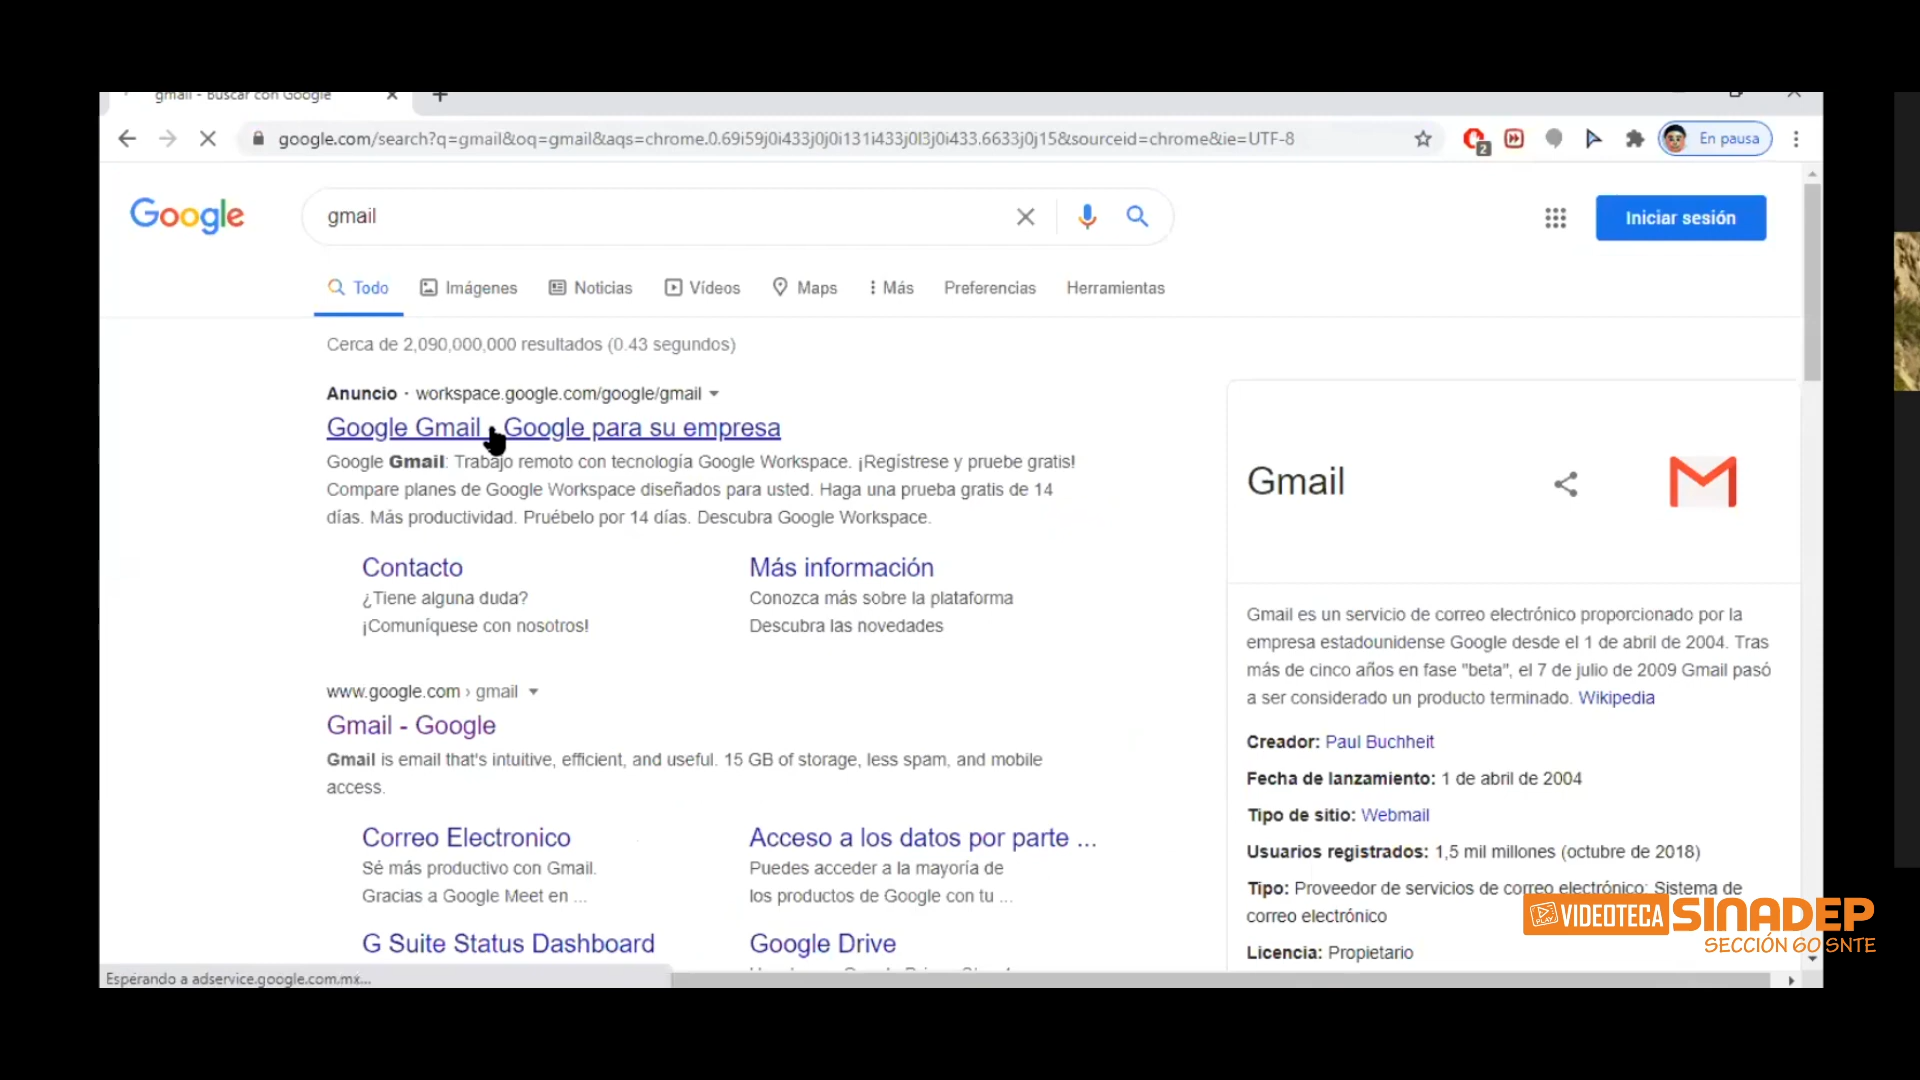 gmail - Buscar con Google
google.com/search?q=gmail&oq=gmail&aqs=chrome.0.69i59j0i433j0j0i131i433j0l3j0i433.6633j0j15&sourceid=chrome&ie=UTF-8
2
En pausa
Google
gmail
Iniciar sesión
Todo
Imágenes
Noticias
Vídeos
Maps
Más
Preferencias
Herramientas
Cerca de 2,090,000,000 resultados (0.43 segundos)
Anuncio · workspace.google.com/google/gmail
Google Gmail - Google para su empresa
Google Gmail: Trabajo remoto con tecnología Google Workspace. ¡Regístrese y pruebe gratis!
Compare planes de Google Workspace diseñados para usted. Haga una prueba gratis de 14
días. Más productividad. Pruébelo por 14 días. Descubra Google Workspace.
Contacto
¿Tiene alguna duda?
¡Comuníquese con nosotros!
Más información
Conozca más sobre la plataforma
Descubra las novedades
www.google.com › gmail
Gmail - Google
Gmail is email that's intuitive, efficient, and useful. 15 GB of storage, less spam, and mobile
access.
Correo Electronico
Sé más productivo con Gmail.
Gracias a Google Meet en ...
Acceso a los datos por parte ...
Puedes acceder a la mayoría de
los productos de Google con tu ...
G Suite Status Dashboard
Google Drive
Gmail
Gmail es un servicio de correo electrónico proporcionado por la
empresa estadounidense Google desde el 1 de abril de 2004. Tras
más de cinco años en fase "beta", el 7 de julio de 2009 Gmail pasó
a ser considerado un producto terminado. Wikipedia
Creador: Paul Buchheit
Fecha de lanzamiento: 1 de abril de 2004
Tipo de sitio: Webmail
Usuarios registrados: 1,5 mil millones (octubre de 2018)
Tipo: Proveedor de servicios de correo electrónico; Sistema de
correo electrónico
Licencia: Propietario
Esperando a adservice.google.com.mx...
PLAY
VIDEOTECA SINADEP
SECCIÓN 60 SNTE